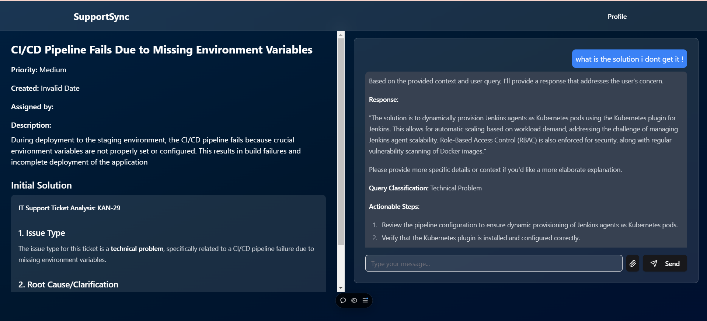 SupportSync
Profile
CI/CD Pipeline Fails Due to Missing Environment Variables
Priority: Medium
Created: Invalid Date
Assigned by:
Description:
During deployment to the staging environment, the CI/CD pipeline fails because crucial
environment variables are not properly set or configured. This results in build failures and
incomplete deployment of the application
Initial Solution
IT Support Ticket Analysis: KAN-29
1. Issue Type
The issue type for this ticket is a technical problem, specifically related to a CI/CD pipeline failure due to
missing environment variables.
2. Root Cause/Clarification
what is the solution i dont get it !
Based on the provided context and user query, I'll provide a response that addresses the user's concern.
Response:
"The solution is to dynamically provision Jenkins agents as Kubernetes pods using the Kubernetes plugin for
Jenkins. This allows for automatic scaling based on workload demand, addressing the challenge of managing
Jenkins agent scalability. Role-Based Access Control (RBAC) is also enforced for security, along with regular
vulnerability scanning of Docker images."
Please provide more specific details or context if you'd like a more elaborate explanation.
Query Classification: Technical Problem
Actionable Steps:
1. Review the pipeline configuration to ensure dynamic provisioning of Jenkins agents as Kubernetes pods.
2. Verify that the Kubernetes plugin is installed and configured correctly.
Type your message...
Send